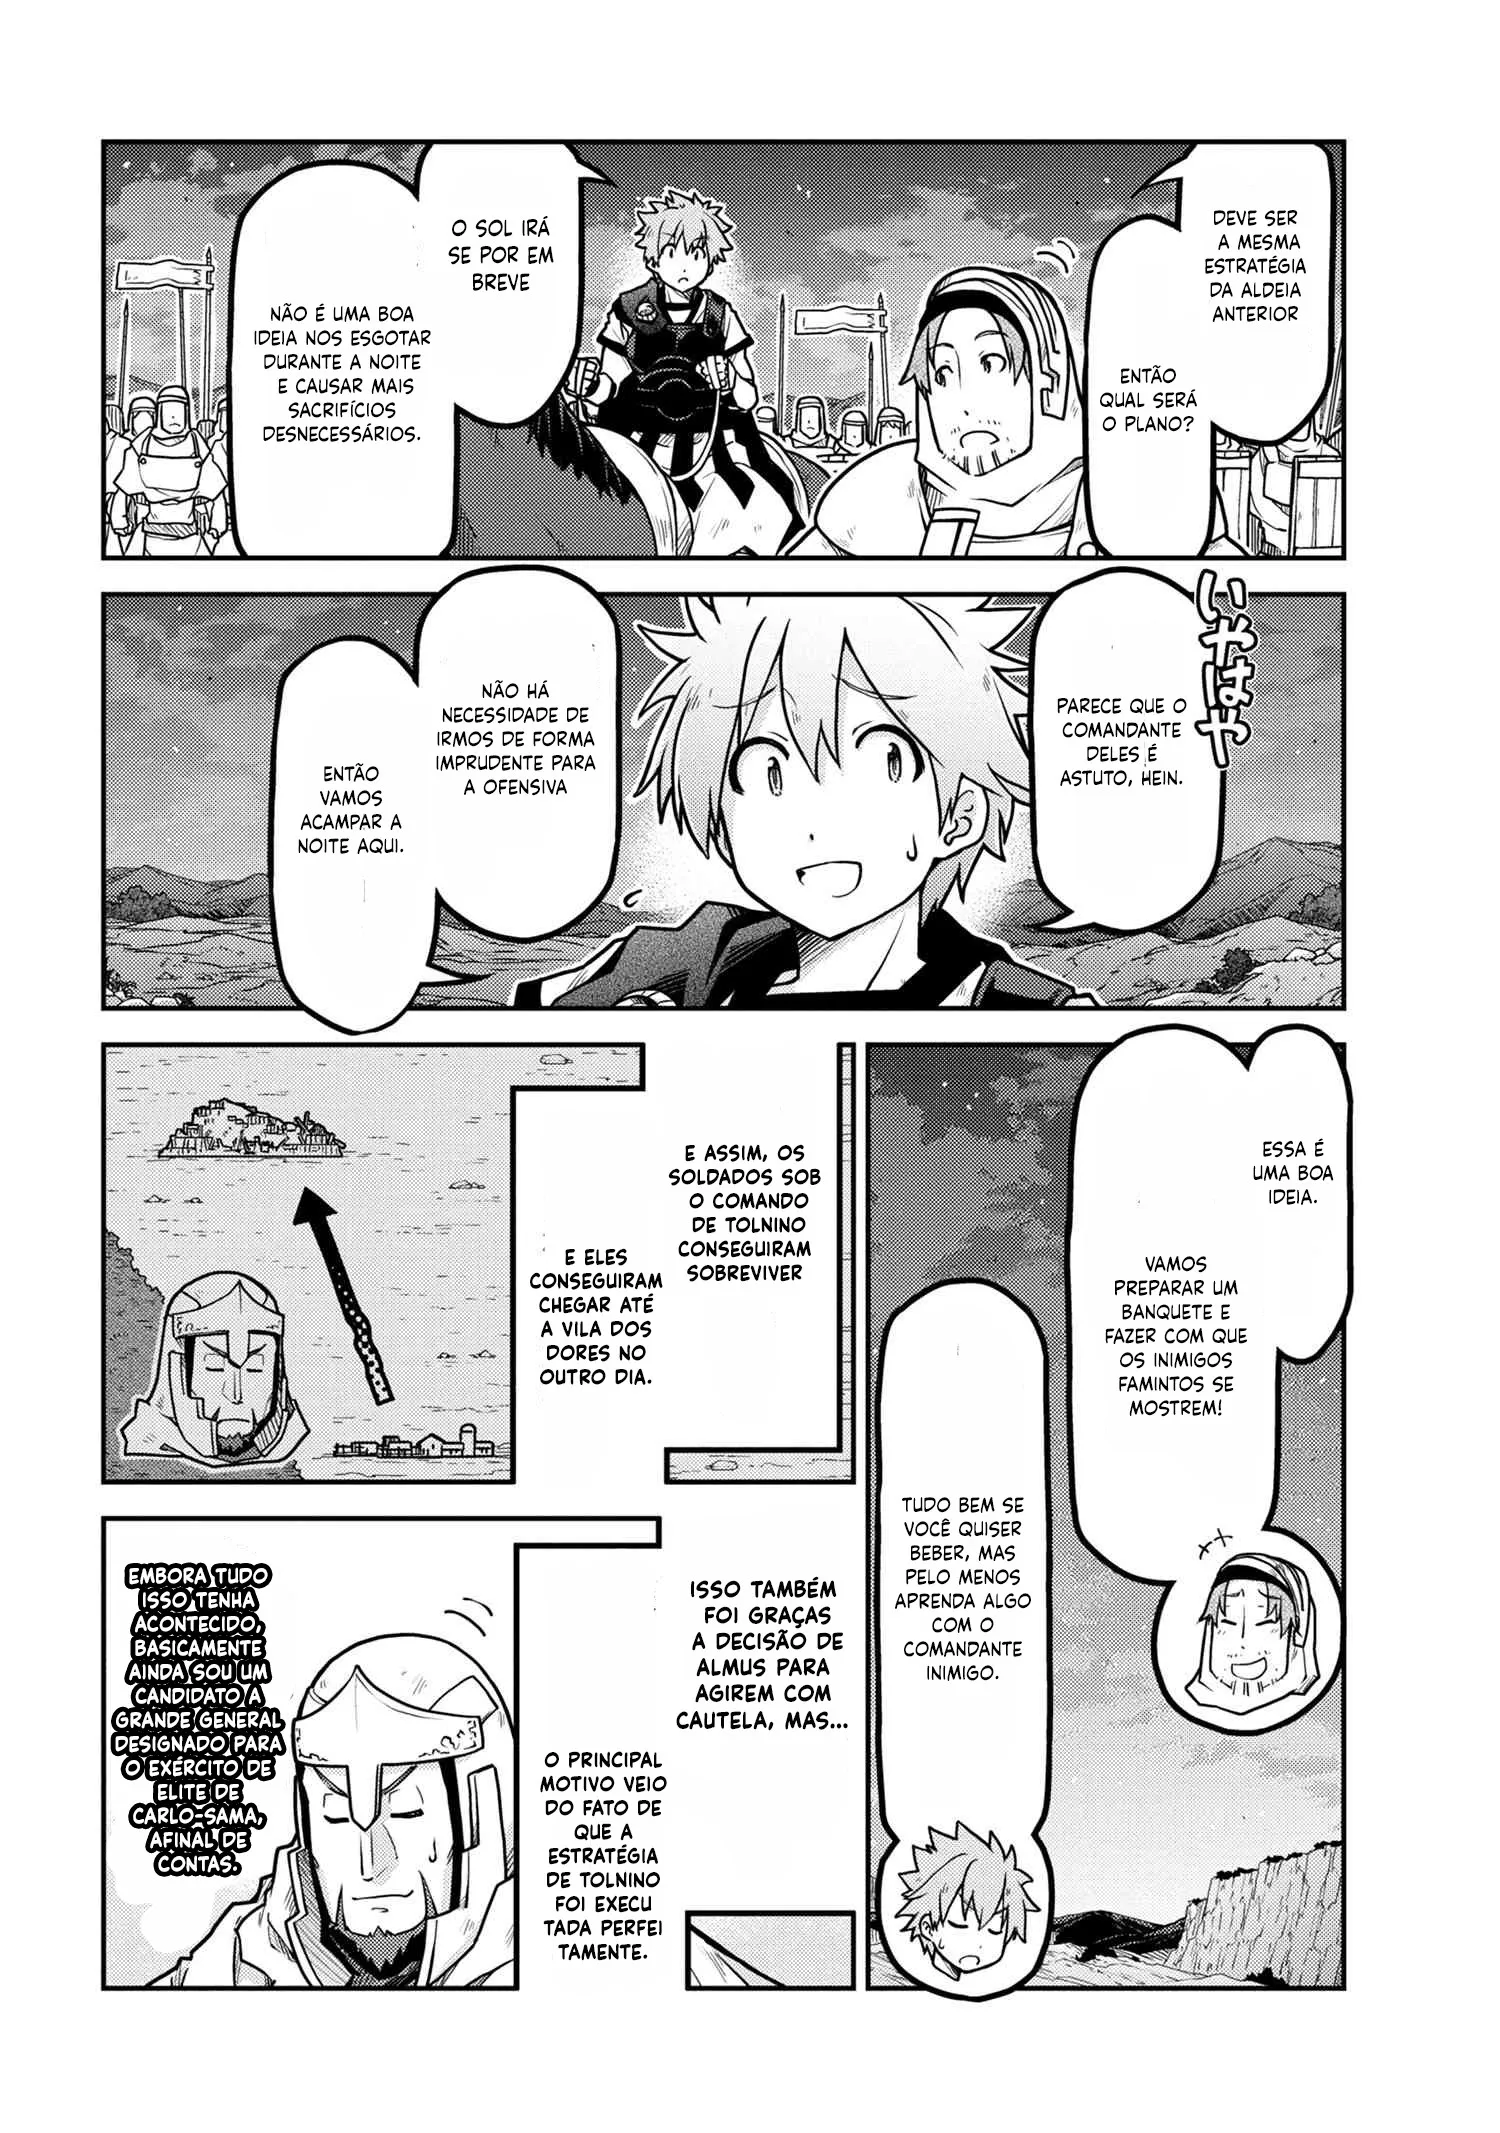 DEVE SER
A MESMA
ESTRATÉGIA
DA ALDEIA
ANTERIOR
ENTÃO
QUAL SERÁ
O PLANO?
O SOL IRÁ
SE POR EM
BREVE
NÃO É UMA BOA
IDEIA NOS ESGOTAR
DURANTE A NOITE
E CAUSAR MAIS
SACRIFÍCIOS
DESNECESSÁRIOS.
いやはや
PARECE QUE O
COMANDANTE
DELES É
ASTUTO, HEIN.
NÃO HÁ
NECESSIDADE DE
IRMOS DE FORMA
IMPRUDENTE PARA
A OFENSIVA
ENTÃO
VAMOS
ACAMPAR A
NOITE AQUI.
ESSA É
UMA BOA
IDEIA.
VAMOS
PREPARAR UM
BANQUETE E
FAZER COM QUE
OS INIMIGOS
FAMINTOS SE
MOSTREM!
TUDO BEM SE
VOCÊ QUISER
BEBER, MAS
PELO MENOS
APRENDA ALGO
COM O
COMANDANTE
INIMIGO.
E ASSIM, OS
SOLDADOS SOB
O COMANDO
DE TOLNINO
CONSEGUIRAM
SOBREVIVER
E ELES
CONSEGUIRAM
CHEGAR ATÉ
A VILA DOS
DORES NO
OUTRO DIA.
ISSO TAMBÉM
FOI GRAÇAS
A DECISÃO DE
ALMUS PARA
AGIREM COM
CAUTELA, MAS...
O PRINCIPAL
MOTIVO VEIO
DO FATO DE
QUE A
ESTRATÉGIA
DE TOLNINO
FOI EXECU
TADA PERFEI
TAMENTE.
EMBORA TUDO
ISSO TENHA
ACONTECIDO,
BASICAMENTE
AINDA SOU UM
CANDIDATO A
GRANDE GENERAL
DESIGNADO PARA
O EXÉRCITO DE
ELITE DE
CARLO-SAMA,
AFINAL DE
CONTAS.